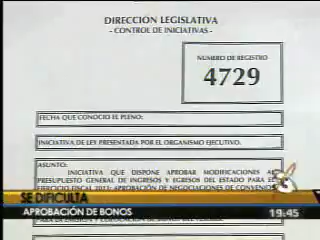 DIRECCIÓN LEGISLATIVA
- CONTROL DE INICIATIVAS -
NUMERO DE REGISTRO
4729
FECHA QUE CONOCIO EL PLENO:
INICIATIVA DE LEY PRESENTADA POR EL ORGANISMO EJECUTIVO.
ASUNTO:
INICIATIVA QUE DISPONE APROBAR MODIFICACIONES AL
PRESUPUESTO GENERAL DE INGRESOS Y EGRESOS DEL ESTADO PARA EL
EJERCICIO FISCAL 2013; APROBACIÓN DE NEGOCIACIONES DE CONVENIOS
SE DIFICULTA
APROBACIÓN DE BONOS
19:45